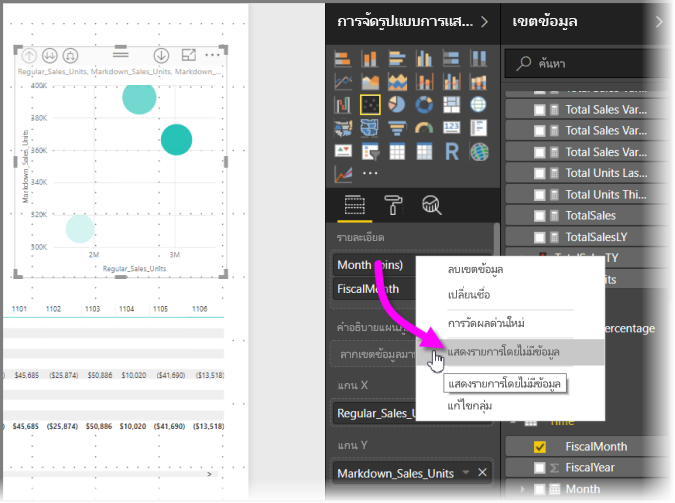 การจัดรูปแบบการแส...
เขตข้อมูล
ค้นหา
Regular_Sales_Units, Markdown_Sales_Units, Markdown_...
400K
380K
360K
340K
320K
300K
Markdown_Sales_Units
2M 3M
Regular_Sales_Units
1101 1102 1103 1104 1105 1106
$45,685 ($25,874) $50,886 $10,020 ($41,690) ($13,518)
$45,685 ($25,874) $50,886 $10,020 ($41,690) ($13,518)
123
R
รายละเอียด
Month (bins)
FiscalMonth
คำอธิบายแผนภูมิ
ลากเขตข้อมูลมา
แกน X
Regular_Sales_U
แกน Y
Markdown_Sales_Units
ลบเขตข้อมูล
เปลี่ยนชื่อ
การวัดผลด่วนใหม่
แสดงรายการโดยไม่มีข้อมูล
แสดงรายการโดยไม่มีข้อมูล
แก้ไขกลุ่ม
Total Sales Var...
Total Sales Var...
Total Sales Var...
Total Units Las...
Total Units Thi...
TotalSales
TotalSalesLY
TotalSalesTY
nits
ercentage
Time
FiscalMonth
FiscalYear
Month